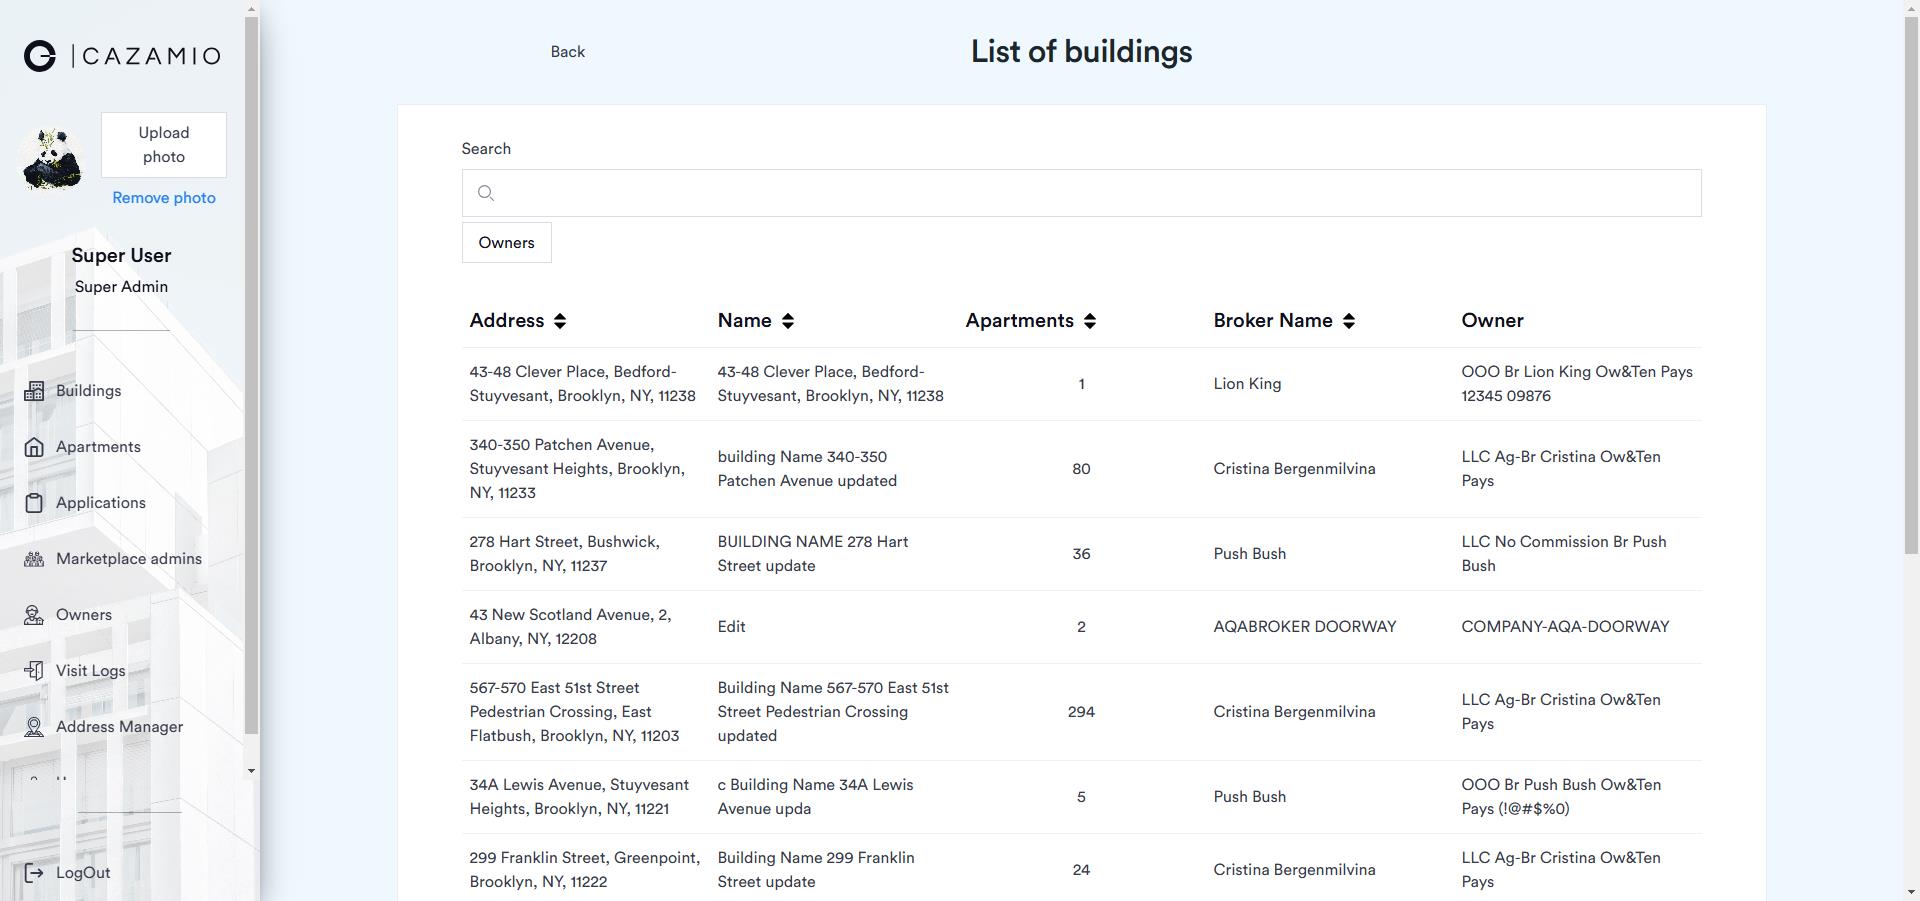 CAZAMIO
Upload
photo
Remove photo
Super User
Super Admin
Buildings
Apartments
Applications
Marketplace admins
Owners
Visit Logs
Address Manager
LogOut
Back
List of buildings
Search
Owners
Address Name Apartments Broker Name Owner
43-48 Clever Place, Bedford-
Stuyvesant, Brooklyn, NY, 11238
43-48 Clever Place, Bedford-
Stuyvesant, Brooklyn, NY, 11238
1
Lion King
OOO Br Lion King Ow&Ten Pays
12345 09876
340-350 Patchen Avenue,
Stuyvesant Heights, Brooklyn,
NY, 11233
building Name 340-350
Patchen Avenue updated
80
Cristina Bergenmilvina
LLC Ag-Br Cristina Ow&Ten
Pays
278 Hart Street, Bushwick,
Brooklyn, NY, 11237
BUILDING NAME 278 Hart
Street update
36
Push Bush
LLC No Commission Br Push
Bush
43 New Scotland Avenue, 2,
Albany, NY, 12208
Edit
2
AQABROKER DOORWAY
COMPANY-AQA-DOORWAY
567-570 East 51st Street
Pedestrian Crossing, East
Flatbush, Brooklyn, NY, 11203
Building Name 567-570 East 51st
Street Pedestrian Crossing
updated
294
Cristina Bergenmilvina
LLC Ag-Br Cristina Ow&Ten
Pays
34A Lewis Avenue, Stuyvesant
Heights, Brooklyn, NY, 11221
c Building Name 34A Lewis
Avenue upda
5
Push Bush
OOO Br Push Bush Ow&Ten
Pays (!@#$%0)
299 Franklin Street, Greenpoint,
Brooklyn, NY, 11222
Building Name 299 Franklin
Street update
24
Cristina Bergenmilvina
LLC Ag-Br Cristina Ow&Ten
Pays